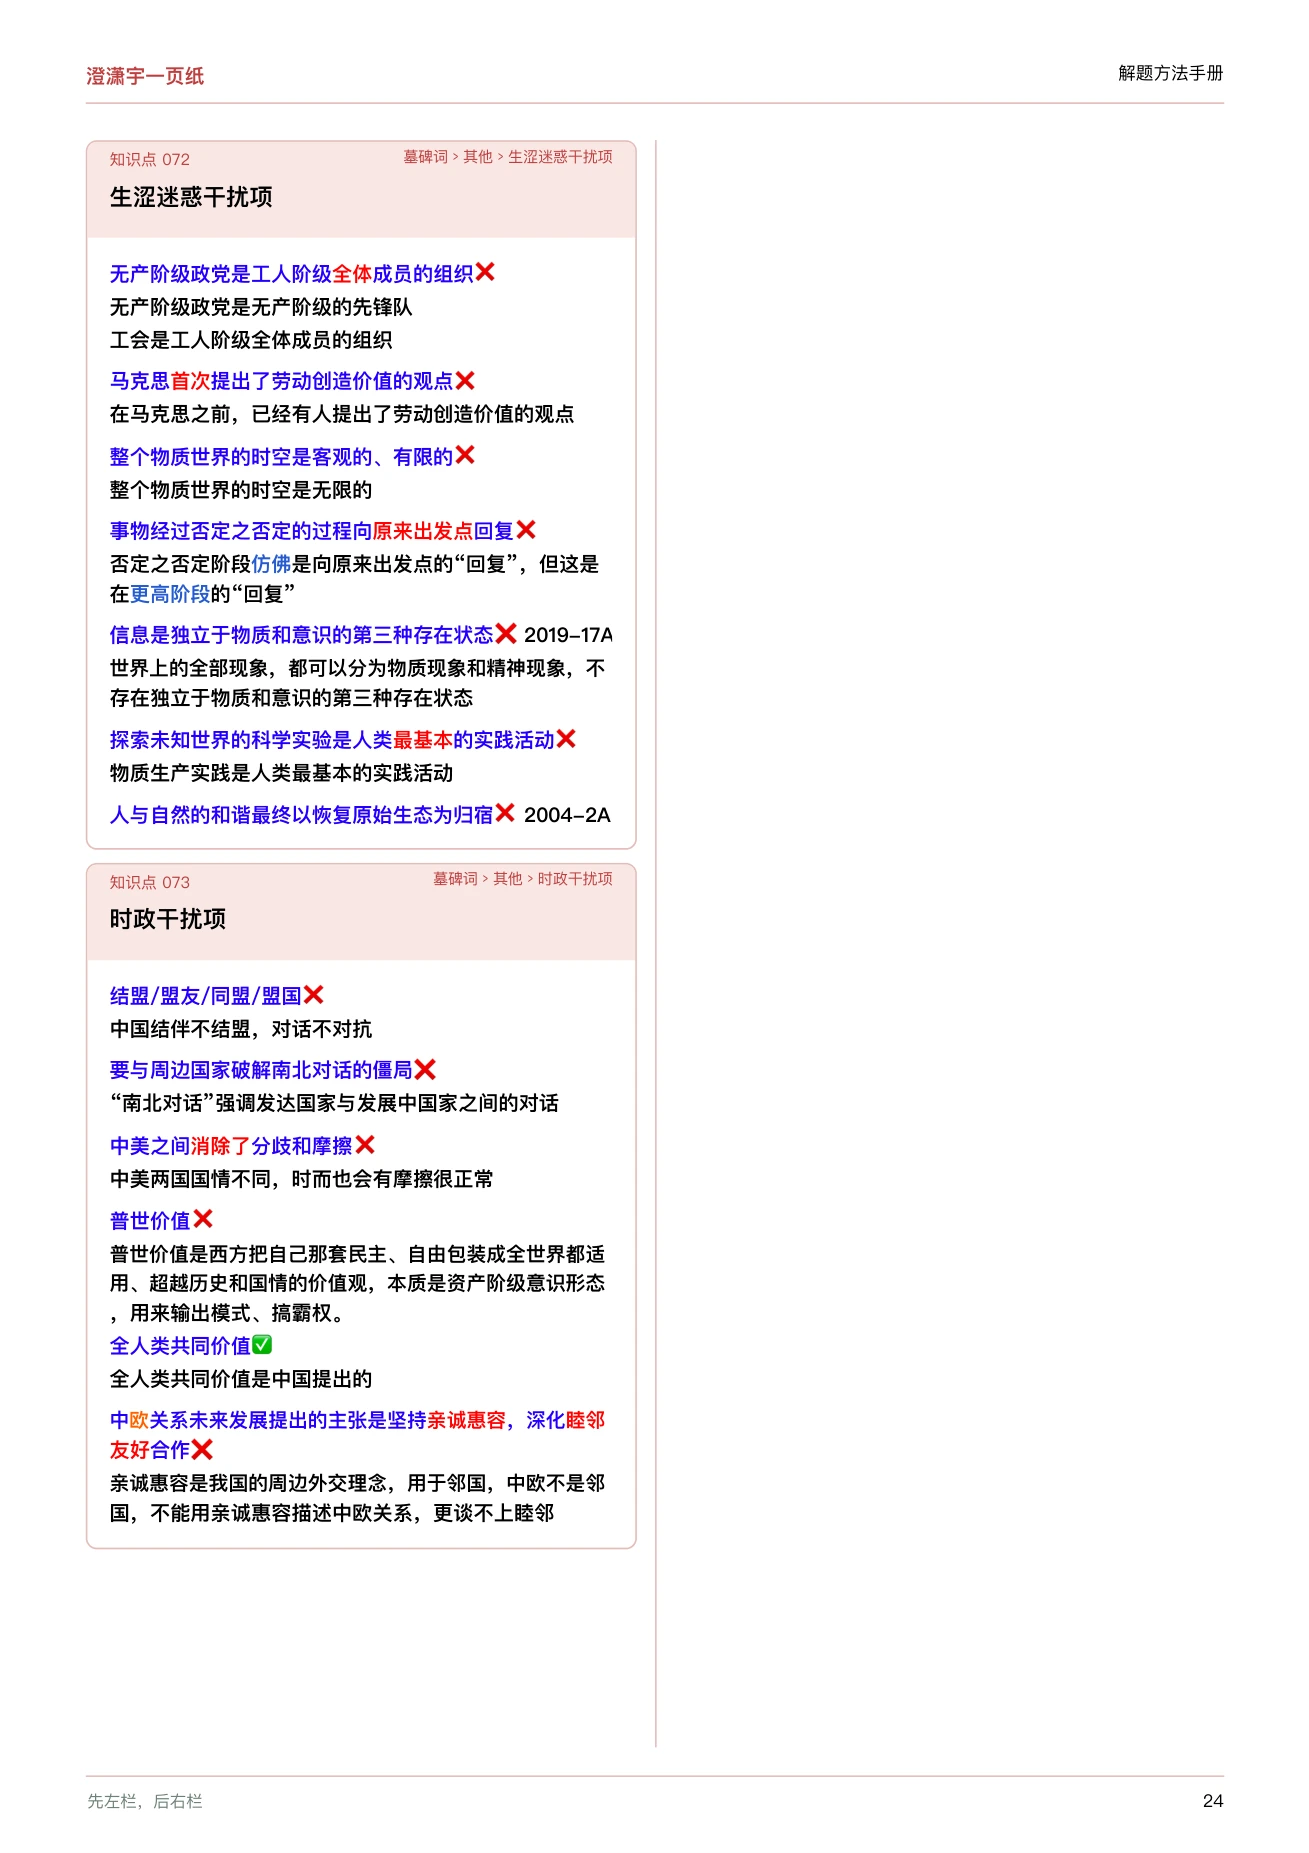 澄潇宇一页纸
解题方法手册
知识点 072
墓碑词 > 其他 > 生涩迷惑干扰项
生涩迷惑干扰项
无产阶级政党是工人阶级全体成员的组织❌
无产阶级政党是无产阶级的先锋队
工会是工人阶级全体成员的组织
马克思首次提出了劳动创造价值的观点❌
在马克思之前，已经有人提出了劳动创造价值的观点
整个物质世界的时空是客观的、有限的❌
整个物质世界的时空是无限的
事物经过否定之否定的过程向原来出发点回复❌
否定之否定阶段仿佛是向原来出发点的“回复”，但这是
在更高阶段的“回复”
信息是独立于物质和意识的第三种存在状态❌ 2019-17A
世界上的全部现象，都可以分为物质现象和精神现象，不
存在独立于物质和意识的第三种存在状态
探索未知世界的科学实验是人类最基本的实践活动❌
物质生产实践是人类最基本的实践活动
人与自然的和谐最终以恢复原始生态为归宿❌ 2004-2A
知识点 073
墓碑词 > 其他 > 时政干扰项
时政干扰项
结盟/盟友/同盟/盟国❌
中国结伴不结盟，对话不对抗
要与周边国家破解南北对话的僵局❌
“南北对话”强调发达国家与发展中国家之间的对话
中美之间消除了分歧和摩擦❌
中美两国国情不同，时而也会有摩擦很正常
普世价值❌
普世价值是西方把自己那套民主、自由包装成全世界都适
用、超越历史和国情的价值观，本质是资产阶级意识形态
，用来输出模式、搞霸权。
全人类共同价值✅
全人类共同价值是中国提出的
中欧关系未来发展提出的主张是坚持亲诚惠容，深化睦邻
友好合作❌
亲诚惠容是我国的周边外交理念，用于邻国，中欧不是邻
国，不能用亲诚惠容描述中欧关系，更谈不上睦邻
先左栏，后右栏
24